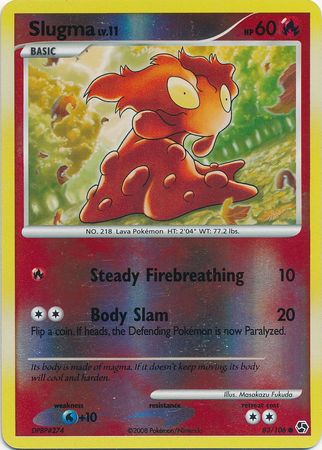 Slugma LV.11 HP 60
BASIC
NO. 218 Lava Pokémon HT: 2'04" WT: 77.2 lbs.
Steady Firebreathing 10
Body Slam 20
Flip a coin. If heads, the Defending Pokémon is now Paralyzed.
Its body is made of magma. If it doesn't keep moving, its body
will cool and harden.
Illus. Masakazu Fukuda
weakness resistance retreat cost
+10
DPBP#274 ©2008 Pokémon/Nintendo 82/106